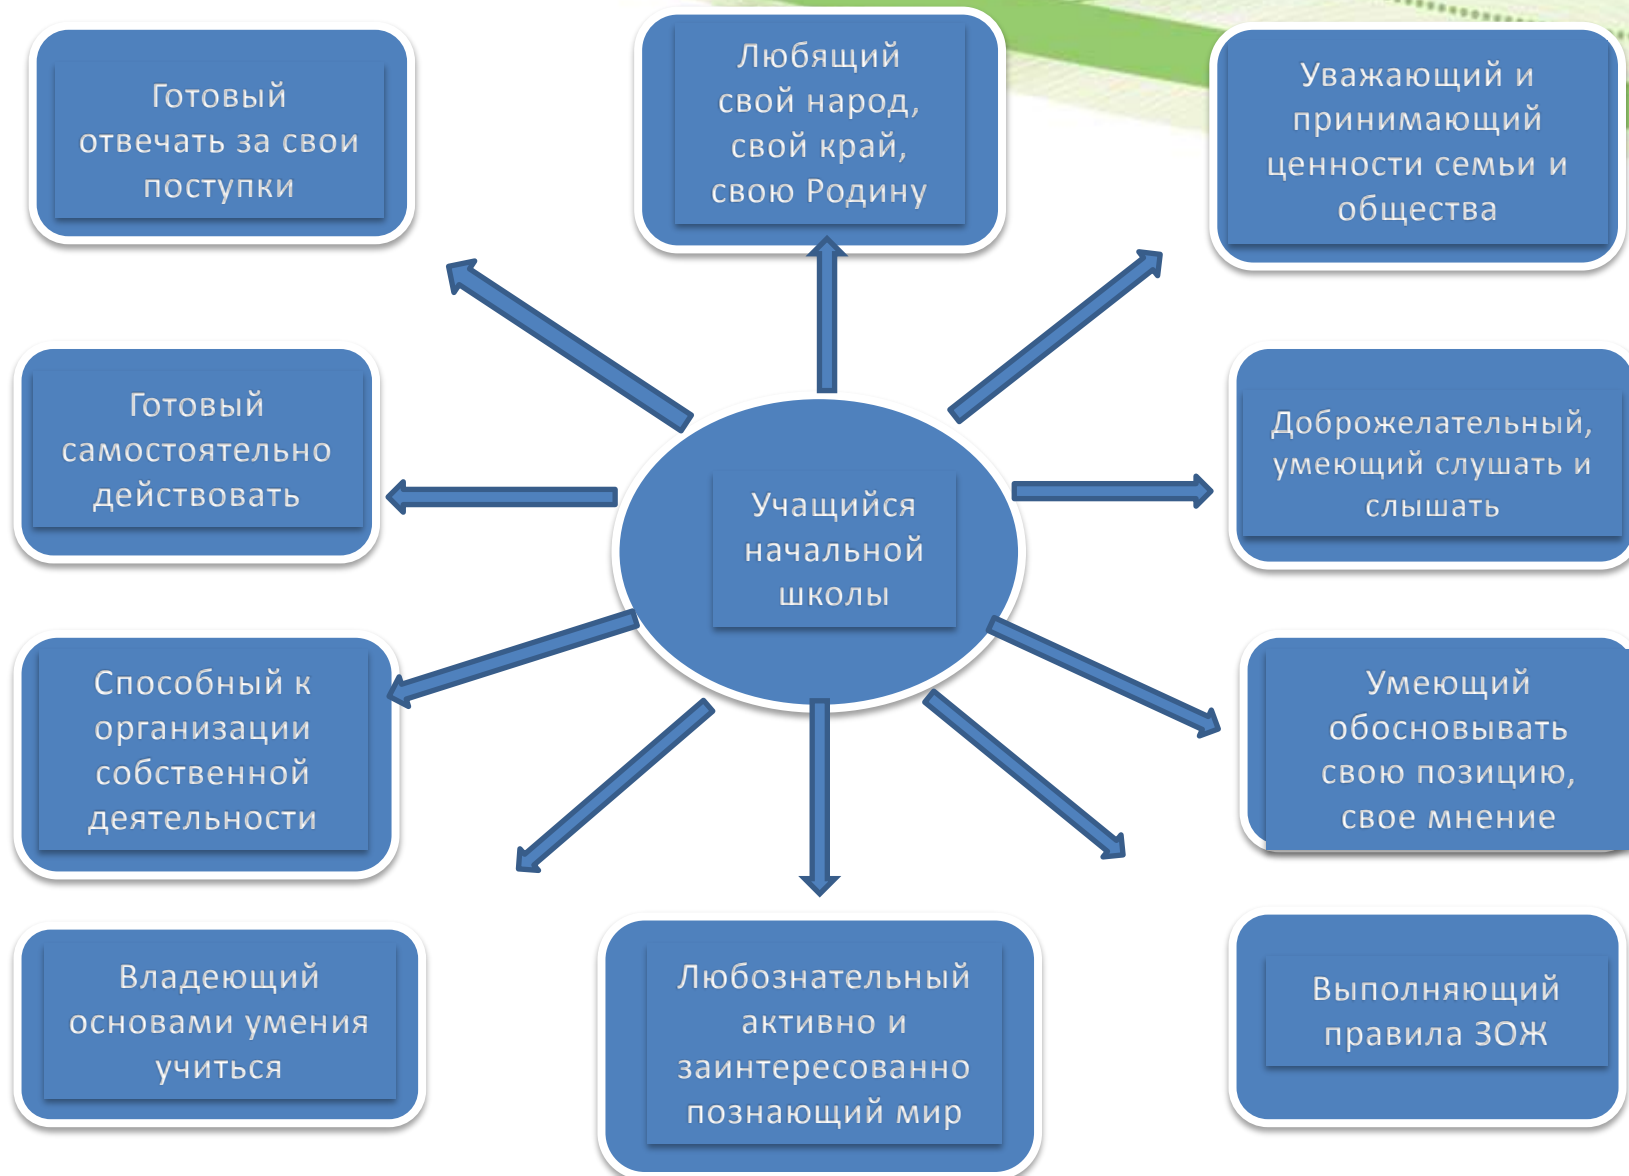 Готовый
отвечать за свои
поступки
Любящий
свой народ,
свой край,
свою Родину
Уважающий и
принимающий
ценности семьи и
общества
Готовый
самостоятельно
действовать
Учащийся
начальной
школы
Доброжелательный,
умеющий слушать и
слышать
Способный к
организации
собственной
деятельности
Умеющий
обосновывать
свою позицию,
свое мнение
Владеющий
основами умения
учиться
Любознательный
активно и
заинтересованно
познающий мир
Выполняющий
правила ЗОЖ